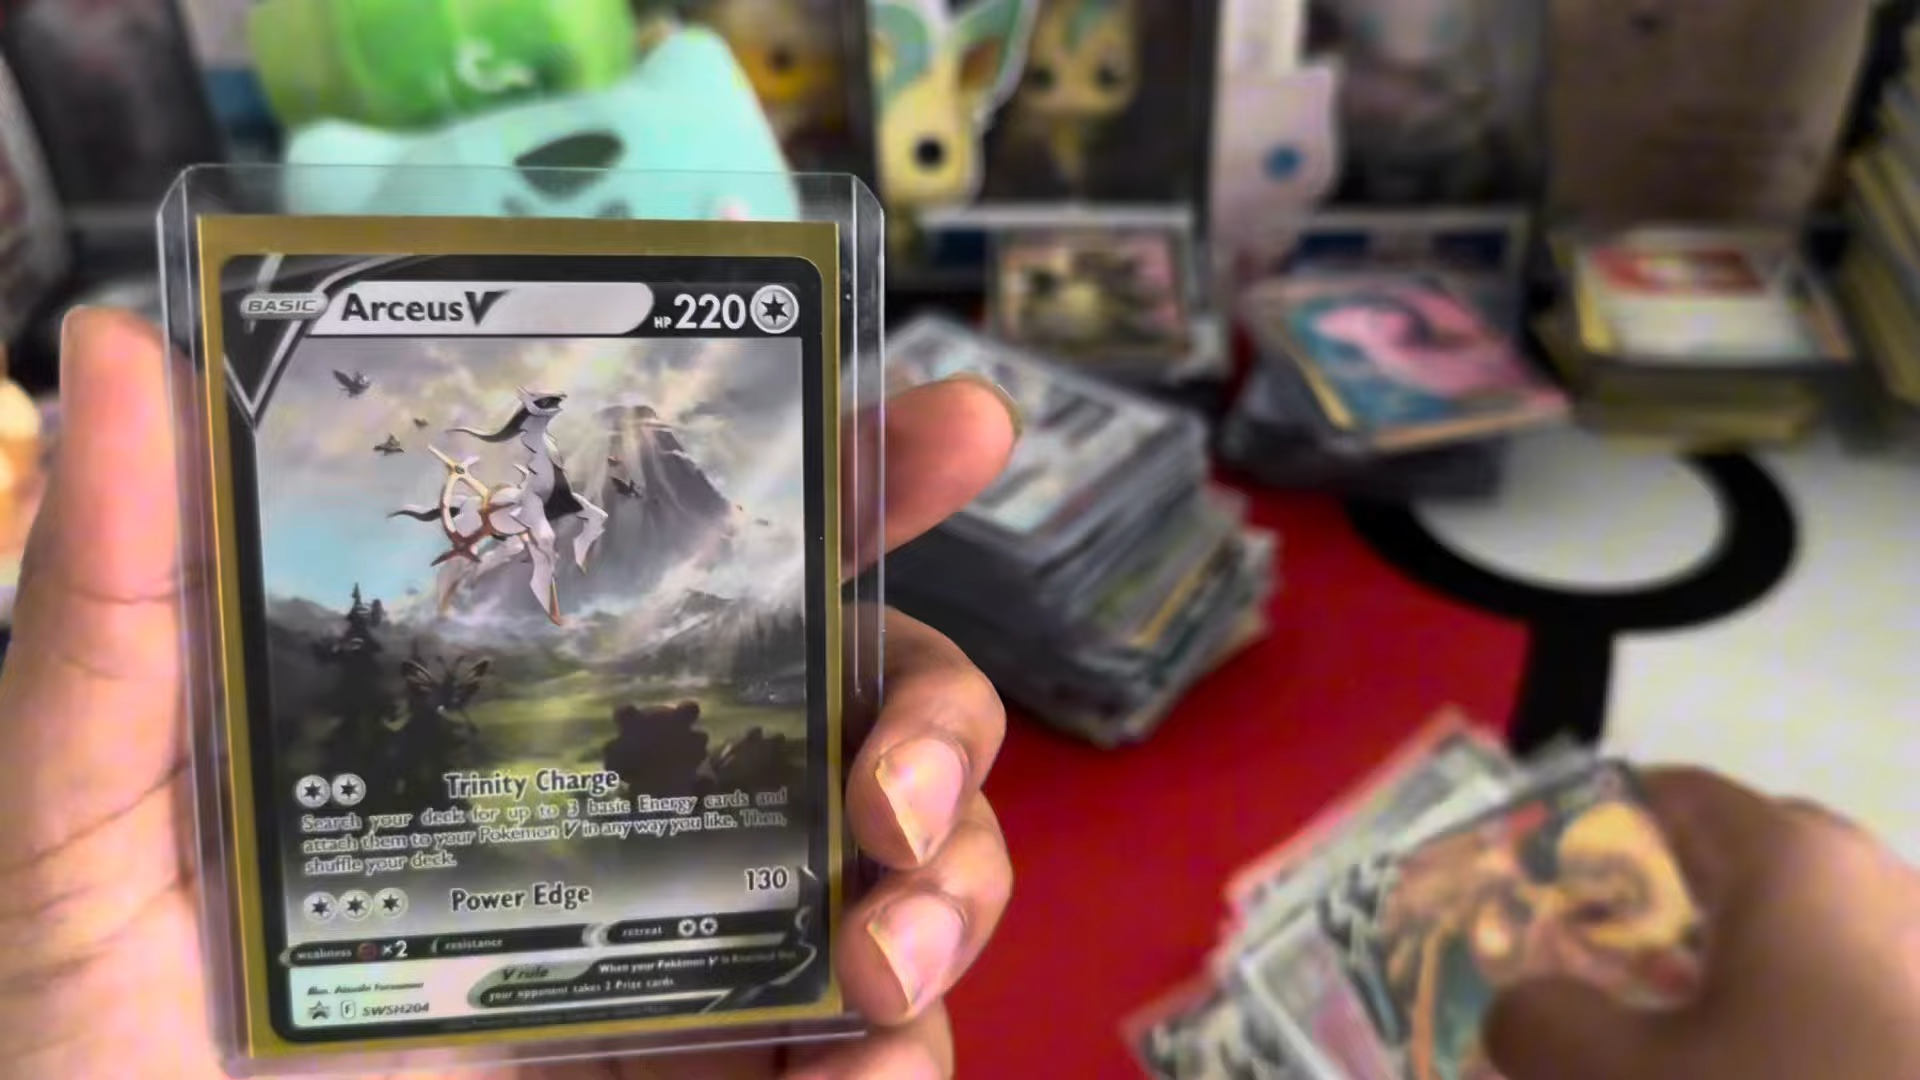 BASIC ArceusV HP 220
Trinity Charge
Search your deck for up to 3 basic Energy cards and
attach them to your Pokémon V in any way you like. Then,
shuffle your deck.
Power Edge 130
weakness ×2 resistance retreat
V rule When your Pokémon V is Knocked Out,
your opponent takes 2 Prize cards.
Illus.
F SWSH204